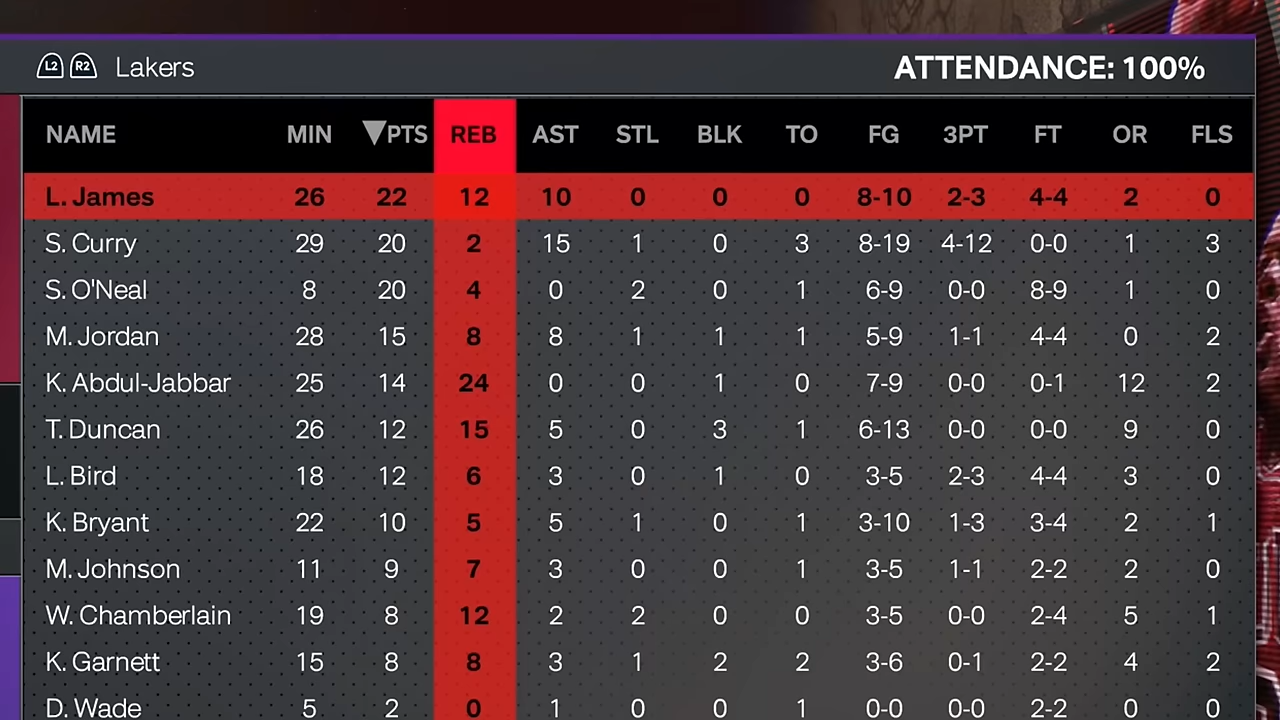 L2 R2 Lakers ATTENDANCE: 100%
NAME MIN ▼PTS REB AST STL BLK TO FG 3PT FT OR FLS
L. James 26 22 12 10 0 0 0 8-10 2-3 4-4 2 0
S. Curry 29 20 2 15 1 0 3 8-19 4-12 0-0 1 3
S. O'Neal 8 20 4 0 2 0 1 6-9 0-0 8-9 1 0
M. Jordan 28 15 8 8 1 1 1 5-9 1-1 4-4 0 2
K. Abdul-Jabbar 25 14 24 0 0 1 0 7-9 0-0 0-1 12 2
T. Duncan 26 12 15 5 0 3 1 6-13 0-0 0-0 9 0
L. Bird 18 12 6 3 0 1 0 3-5 2-3 4-4 3 0
K. Bryant 22 10 5 5 1 0 1 3-10 1-3 3-4 2 1
M. Johnson 11 9 7 3 0 0 1 3-5 1-1 2-2 2 0
W. Chamberlain 19 8 12 2 2 0 0 3-5 0-0 2-4 5 1
K. Garnett 15 8 8 3 1 2 2 3-6 0-1 2-2 4 2
D. Wade 5 2 0 1 0 0 1 0-0 0-0 2-2 0 0